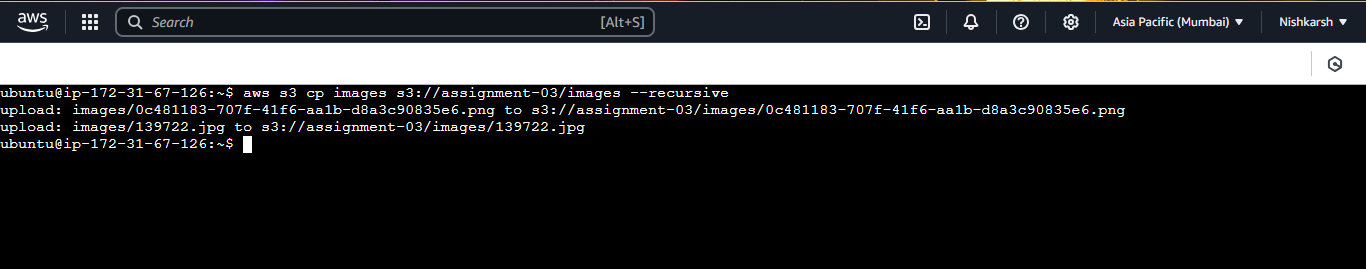 aws Search [Alt+S] Asia Pacific (Mumbai) Nishkarsh
ubuntu@ip-172-31-67-126:~$ aws s3 cp images s3://assignment-03/images --recursive
upload: images/0c481183-707f-41f6-aa1b-d8a3c90835e6.png to s3://assignment-03/images/0c481183-707f-41f6-aa1b-d8a3c90835e6.png
upload: images/139722.jpg to s3://assignment-03/images/139722.jpg
ubuntu@ip-172-31-67-126:~$